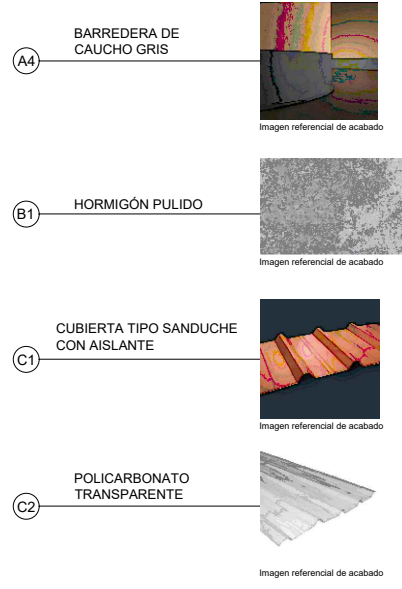 BARREDERA DE
CAUCHO GRIS
A4
Imagen referencial de acabado
HORMIGÓN PULIDO
B1
Imagen referencial de acabado
CUBIERTA TIPO SANDUCHE
CON AISLANTE
C1
Imagen referencial de acabado
POLICARBONATO
TRANSPARENTE
C2
Imagen referencial de acabado